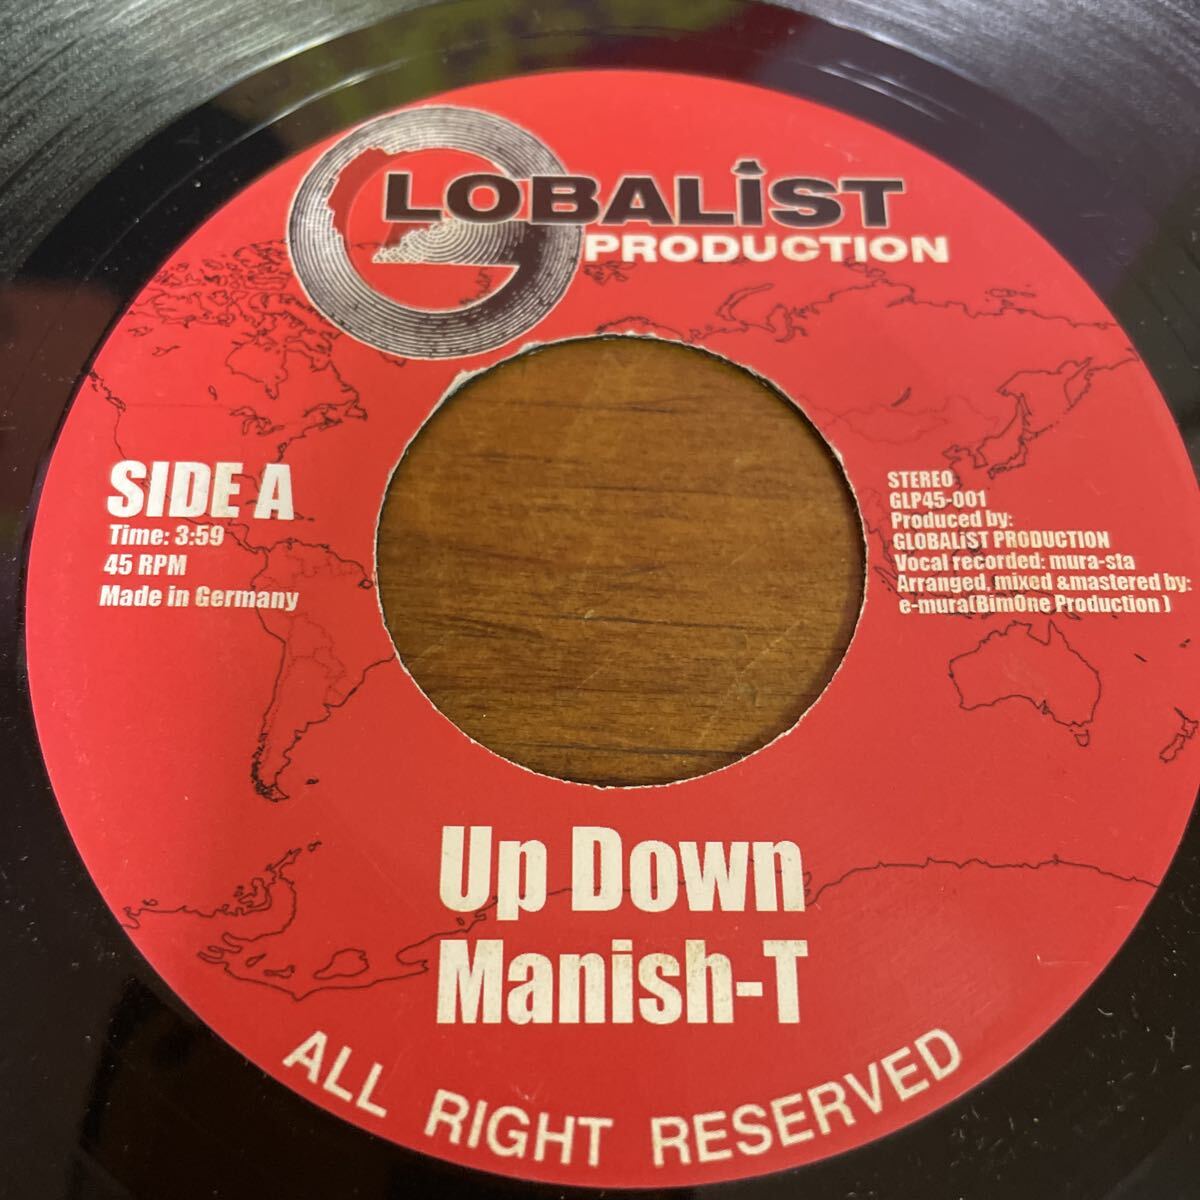 GLOBALiST
PRODUCTION
SIDE A
Time: 3:59
45 RPM
Made in Germany
STEREO
GLP45-001
Produced by:
GLOBALiST PRODUCTION
Vocal recorded: mura-sta
Arranged, mixed &mastered by:
e-mura(BimOne Production )
Up Down
Manish-T
ALL RIGHT RESERVED